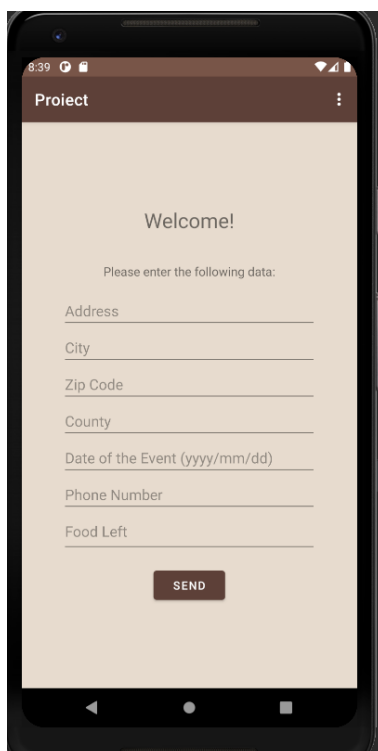 8:39
Proiect
Welcome!
Please enter the following data:
Address
City
Zip Code
County
Date of the Event (yyyy/mm/dd)
Phone Number
Food Left
SEND